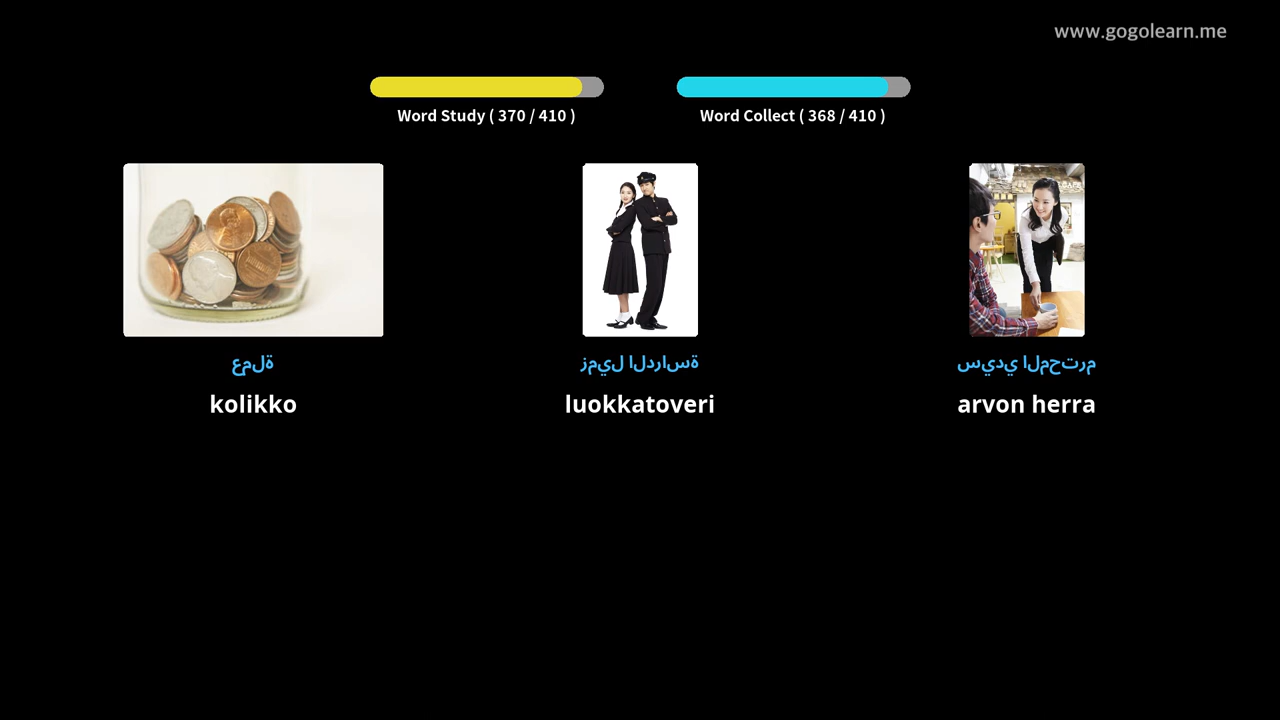 www.gogolearn.me
Word Study ( 370 / 410 )
Word Collect ( 368 / 410 )
عملة
زميل الدراسة
سيدي المحترم
kolikko
luokkatoveri
arvon herra